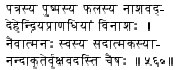 पत्रस्य पुष्पस्य फलस्य नाशवद्-
देहेन्द्रियप्राणधियां विनाशः ।
नैवात्मनः स्वस्य सदात्मकस्या-
नन्दाकृतेर्वृक्षवदस्ति चैषः ॥ ५६० ॥